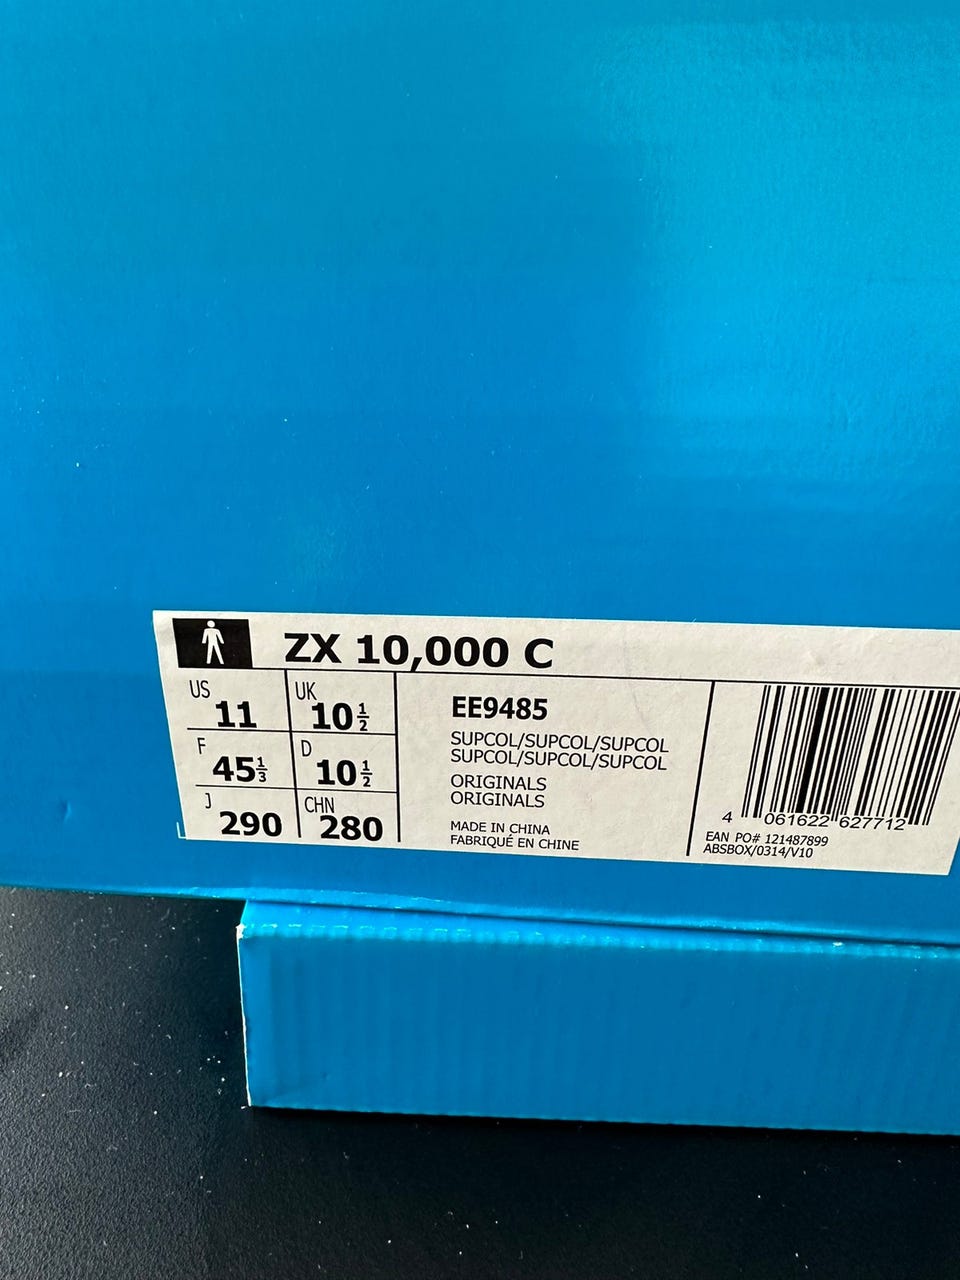 ZX 10,000 C
US 11
UK 10½
F 45⅓
D 10½
J 290
CHN 280
EE9485
SUPCOL/SUPCOL/SUPCOL
SUPCOL/SUPCOL/SUPCOL
ORIGINALS
ORIGINALS
MADE IN CHINA
FABRIQUÉ EN CHINE
4 061622 627712
EAN PO# 121487899
ABSBOX/0314/V10